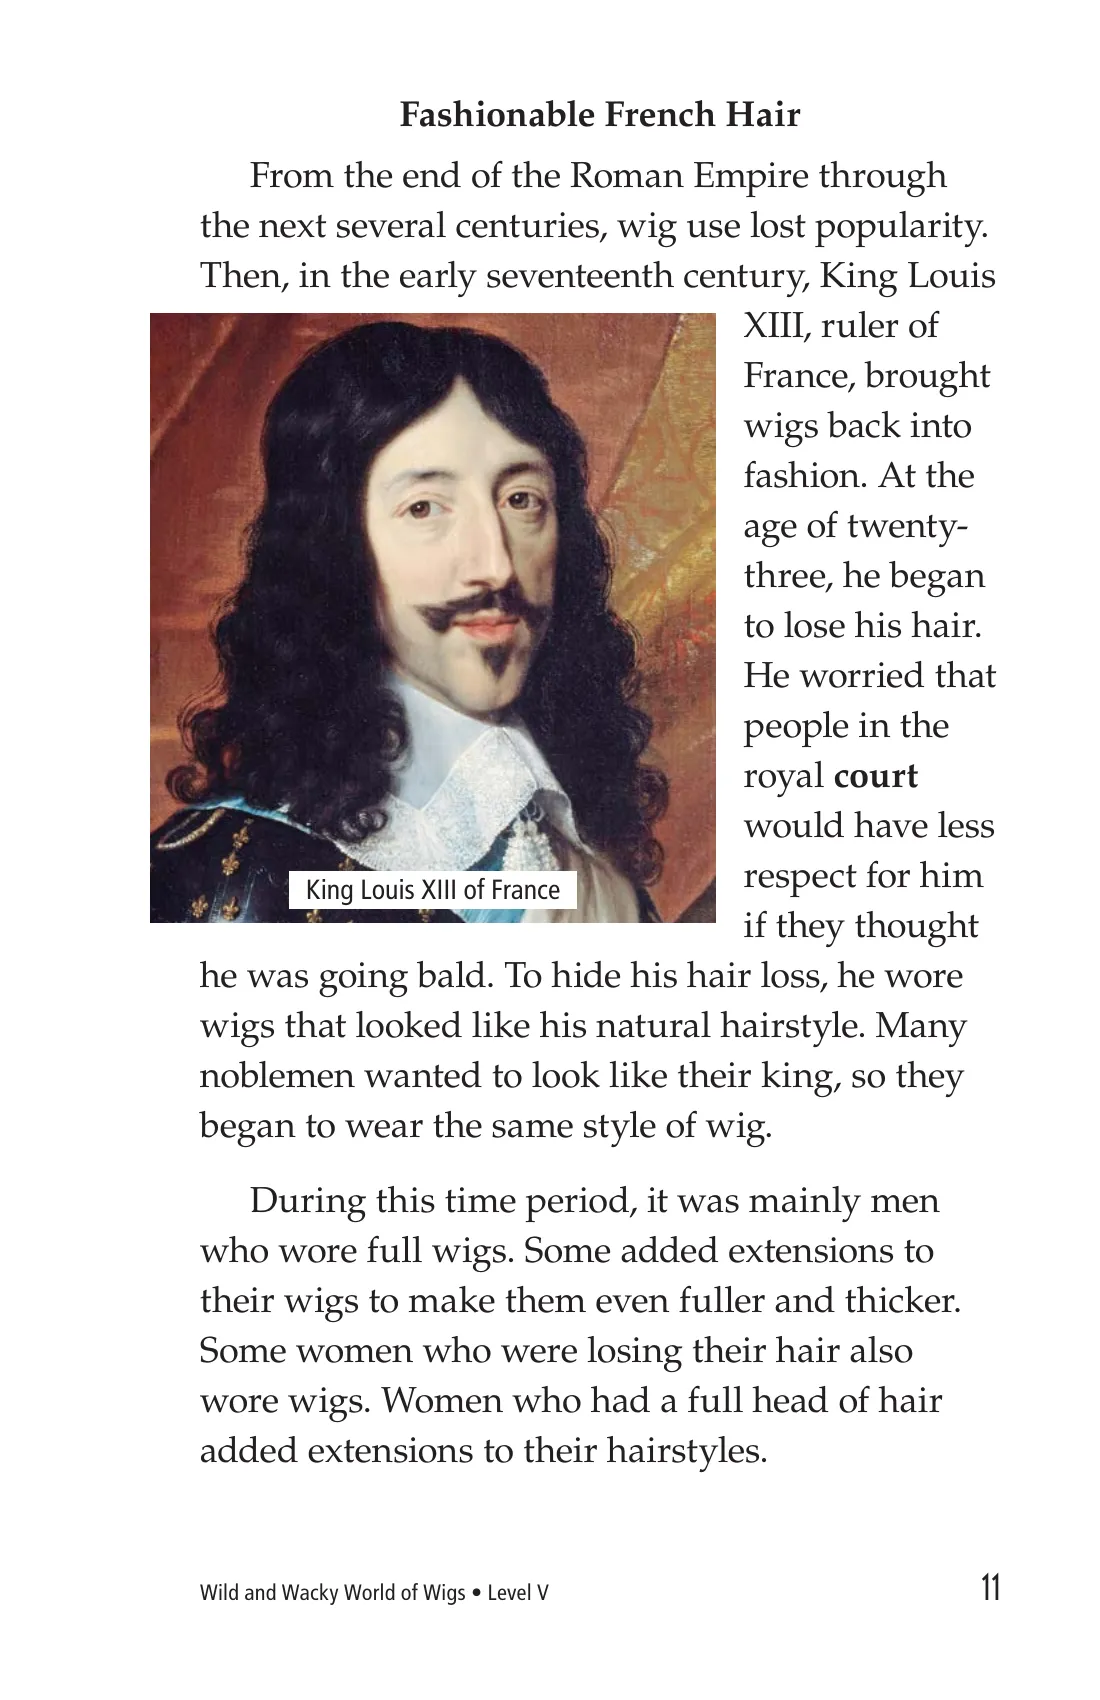 Fashionable French Hair
From the end of the Roman Empire through
the next several centuries, wig use lost popularity.
Then, in the early seventeenth century, King Louis
XIII, ruler of
France, brought
wigs back into
fashion. At the
age of twenty-
three, he began
to lose his hair.
He worried that
people in the
royal court
would have less
respect for him
if they thought
he was going bald. To hide his hair loss, he wore
wigs that looked like his natural hairstyle. Many
noblemen wanted to look like their king, so they
began to wear the same style of wig.
King Louis XIII of France
During this time period, it was mainly men
who wore full wigs. Some added extensions to
their wigs to make them even fuller and thicker.
Some women who were losing their hair also
wore wigs. Women who had a full head of hair
added extensions to their hairstyles.
Wild and Wacky World of Wigs • Level V
11